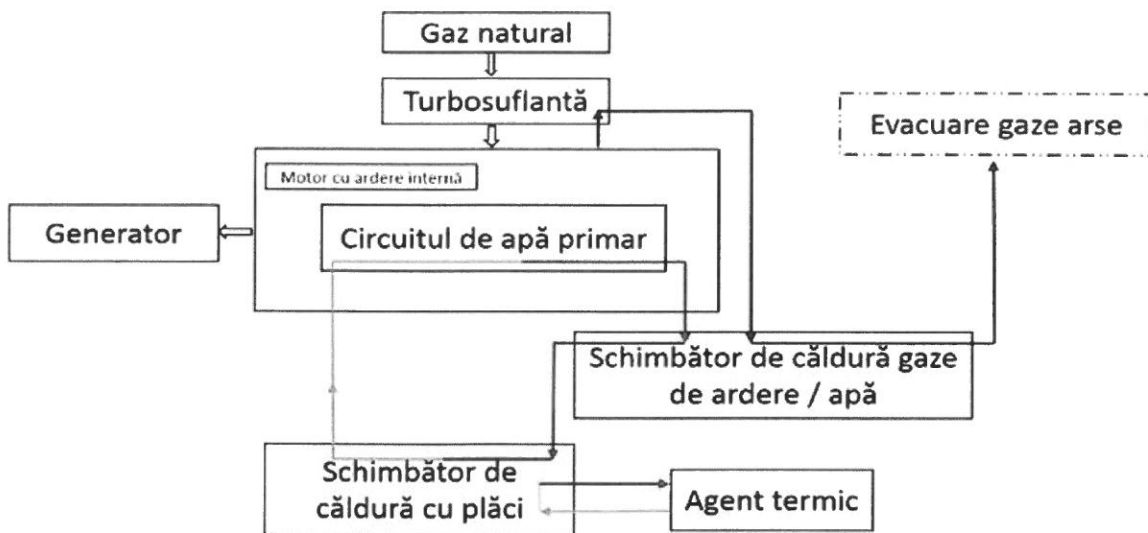 Gaz natural
Turbosuflantă
Evacuare gaze arse
Motor cu ardere internă
Generator
Circuitul de apă primar
Schimbător de căldură gaze
de ardere / apă
Schimbător de
căldură cu plăci
Agent termic